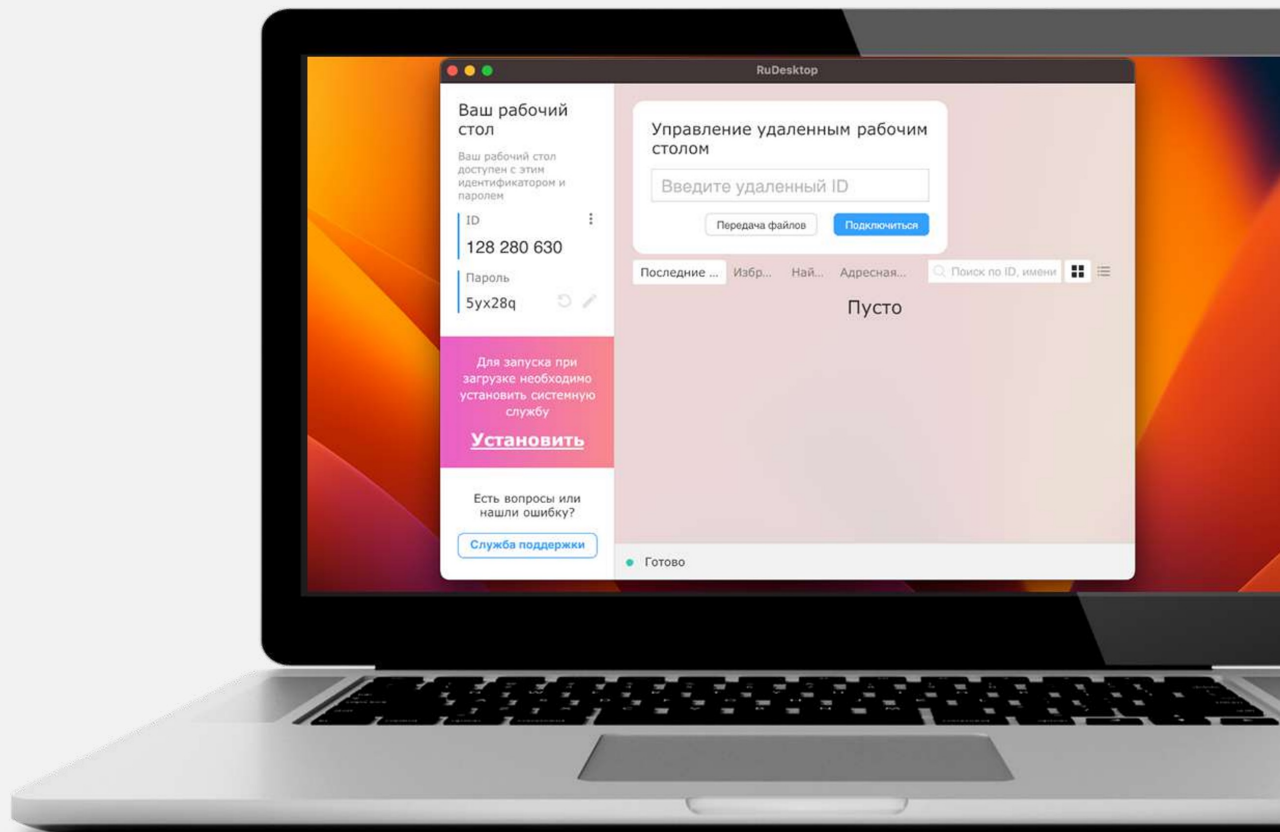 RuDesktop
Ваш рабочий
стол
Ваш рабочий стол
доступен с этим
идентификатором и
паролем
ID
128 280 630
Пароль
5yx28q
Для запуска при
загрузке необходимо
установить системную
службу
Установить
Есть вопросы или
нашли ошибку?
Служба поддержки
Управление удаленным рабочим
столом
Введите удаленный ID
Передача файлов
Подключиться
Последние ... Избр... Най... Адресная... Поиск по ID, имени
Пусто
Готово